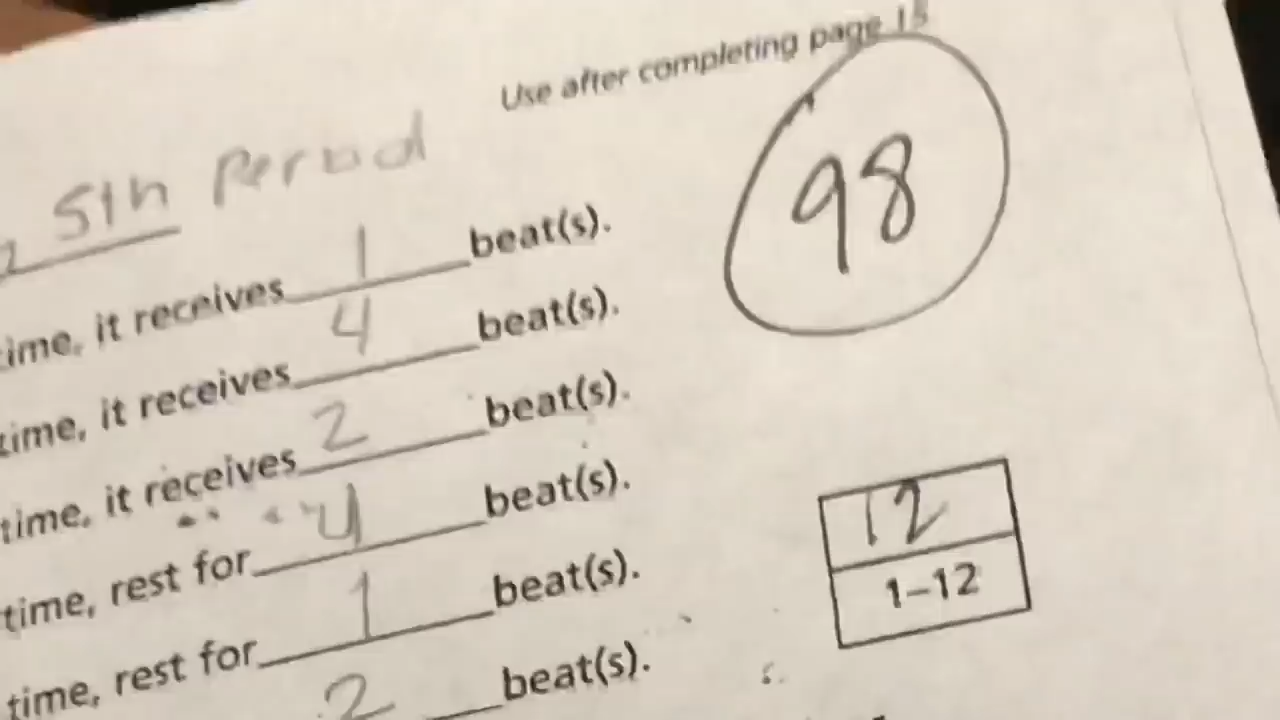 Use after completing page 15
5th Period
98
time, it receives 1 beat(s).
time, it receives 4 beat(s).
time, it receives 2 beat(s).
time, rest for 4 beat(s).
time, rest for 1 beat(s).
2 beat(s).
12
1–12